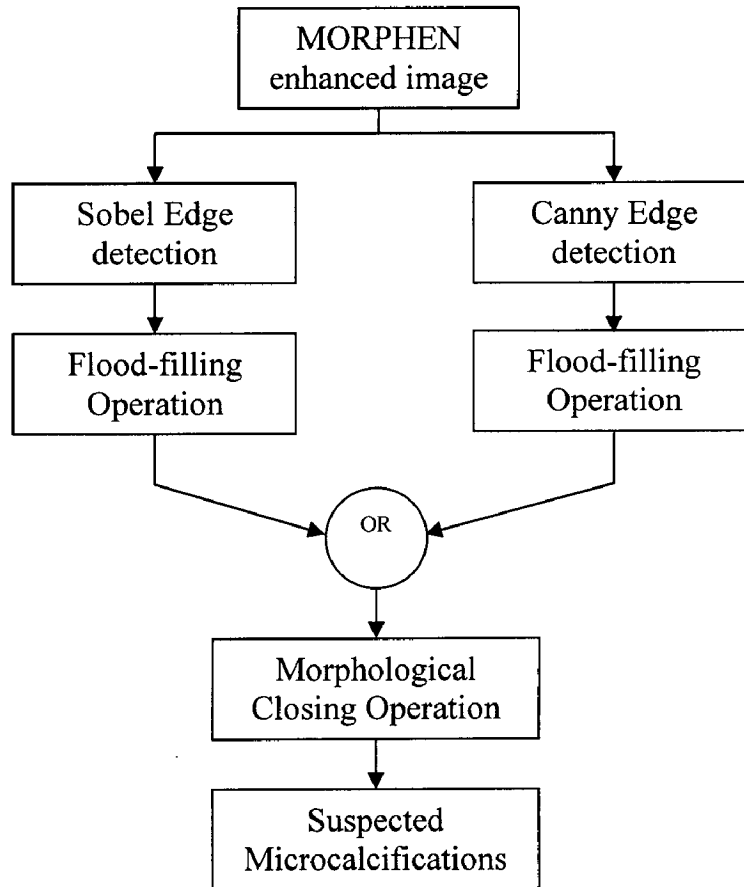 MORPHEN
enhanced image
Sobel Edge
detection
Canny Edge
detection
Flood-filling
Operation
Flood-filling
Operation
OR
Morphological
Closing Operation
Suspected
Microcalcifications